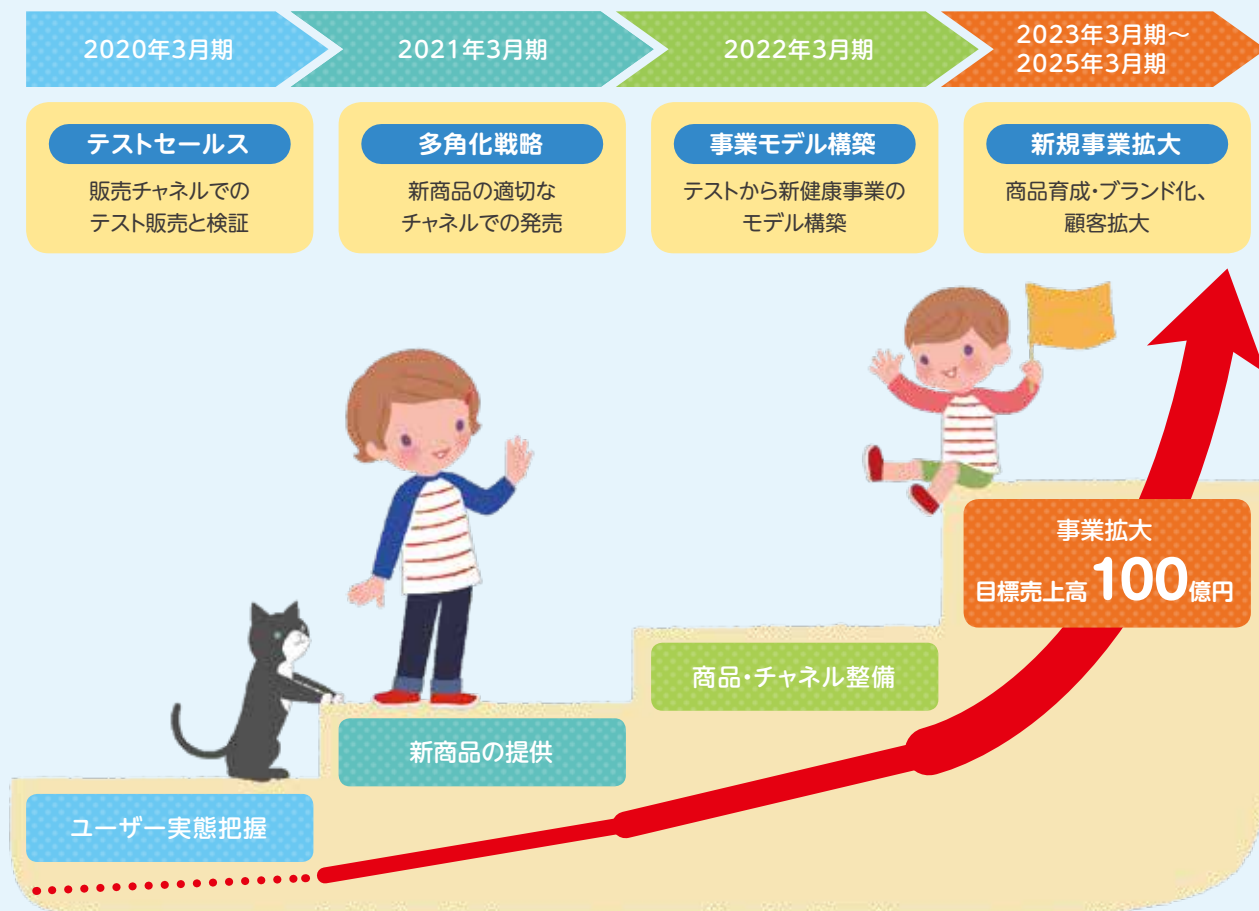 2020年3月期
2021年3月期
2022年3月期
2023年3月期～
2025年3月期
テストセールス
販売チャネルでの
テスト販売と検証
多角化戦略
新商品の適切な
チャネルでの発売
事業モデル構築
テストから新健康事業の
モデル構築
新規事業拡大
商品育成・ブランド化、
顧客拡大
事業拡大
目標売上高100億円
商品・チャネル整備
新商品の提供
ユーザー実態把握